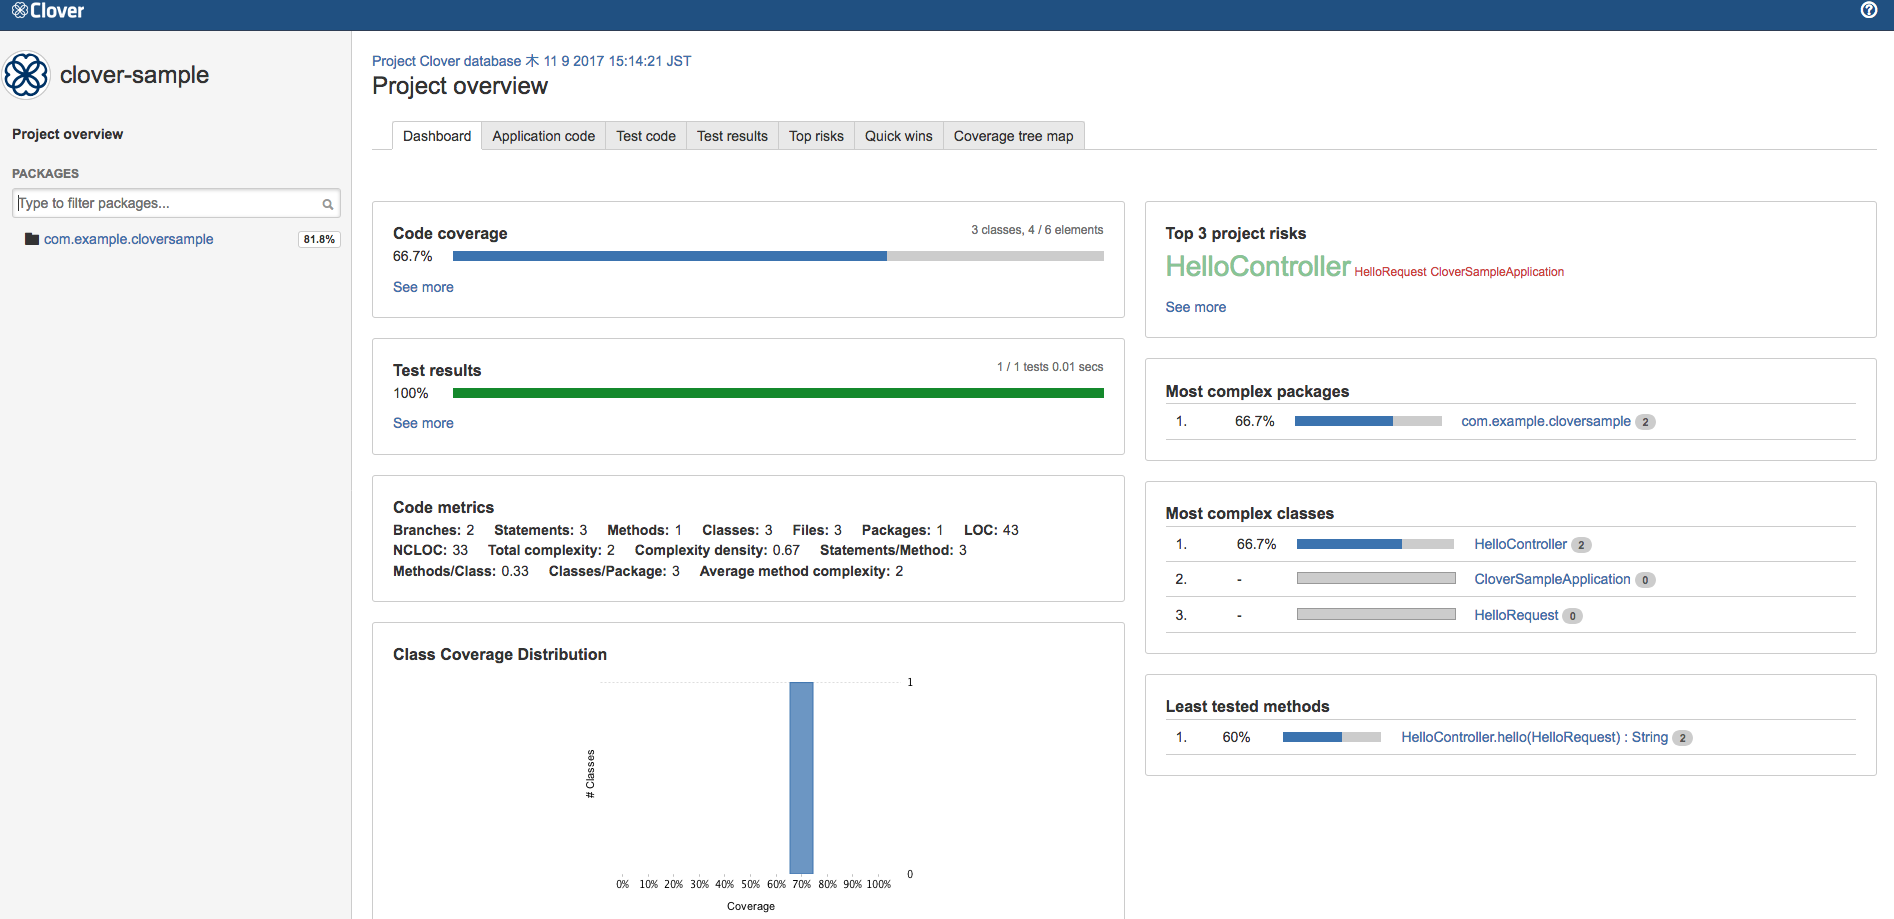 Clover
clover-sample
Project overview
PACKAGES
Type to filter packages...
com.example.cloversample 81.8%
Project Clover database 木 11 9 2017 15:14:21 JST
Project overview
Dashboard Application code Test code Test results Top risks Quick wins Coverage tree map
Code coverage 3 classes, 4 / 6 elements
66.7%
See more
Test results 1 / 1 tests 0.01 secs
100%
See more
Code metrics
Branches: 2 Statements: 3 Methods: 1 Classes: 3 Files: 3 Packages: 1 LOC: 43
NCLOC: 33 Total complexity: 2 Complexity density: 0.67 Statements/Method: 3
Methods/Class: 0.33 Classes/Package: 3 Average method complexity: 2
Class Coverage Distribution
1
# Classes
0
0% 10% 20% 30% 40% 50% 60% 70% 80% 90% 100%
Coverage
Top 3 project risks
HelloController HelloRequest CloverSampleApplication
See more
Most complex packages
1. 66.7% com.example.cloversample 2
Most complex classes
1. 66.7% HelloController 2
2. - CloverSampleApplication 0
3. - HelloRequest 0
Least tested methods
1. 60% HelloController.hello(HelloRequest) : String 2